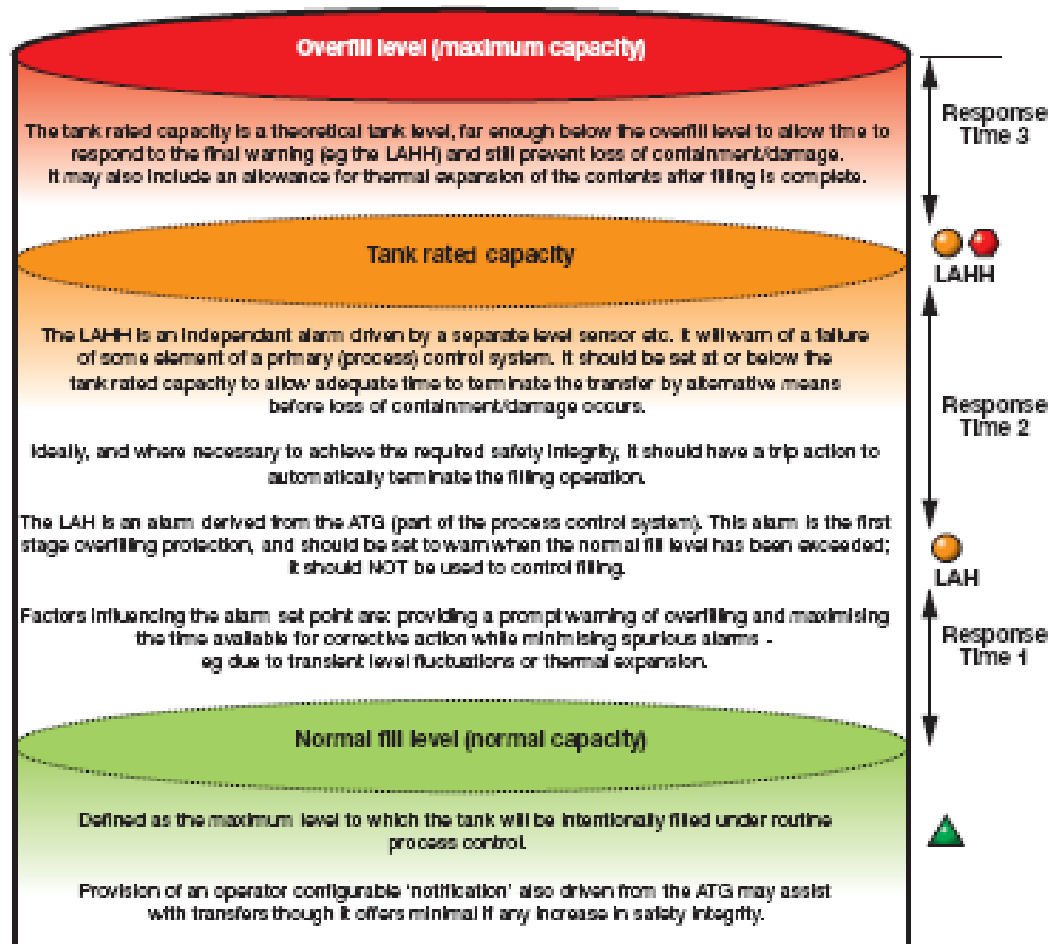 Overfill level (maximum capacity)
The tank rated capacity is a theoretical tank level, far enough below the overfill level to allow time to
respond to the final warning (eg the LAHH) and still prevent loss of containment/damage.
It may also include an allowance for thermal expansion of the contents after filling is complete.
Response
Time 3
Tank rated capacity
LAHH
The LAHH is an independant alarm driven by a separate level sensor etc. It will warn of a failure
of some element of a primary (process) control system. It should be set at or below the
tank rated capacity to allow adequate time to terminate the transfer by alternative means
before loss of containment/damage occurs.
Response
Time 2
Ideally, and where necessary to achieve the required safety integrity, it should have a trip action to
automatically terminate the filling operation.
The LAH is an alarm derived from the ATG (part of the process control system). This alarm is the first
stage overfilling protection, and should be set to warn when the normal fill level has been exceeded;
it should NOT be used to control filling.
LAH
Factors influencing the alarm set point are: providing a prompt warning of overfilling and maximising
the time available for corrective action while minimising spurious alarms -
eg due to transient level fluctuations or thermal expansion.
Response
Time 1
Normal fill level (normal capacity)
Defined as the maximum level to which the tank will be intentionally filled under routine
process control.
Provision of an operator configurable 'notification' also driven from the ATG may assist
with transfers though it offers minimal if any increase in safety integrity.